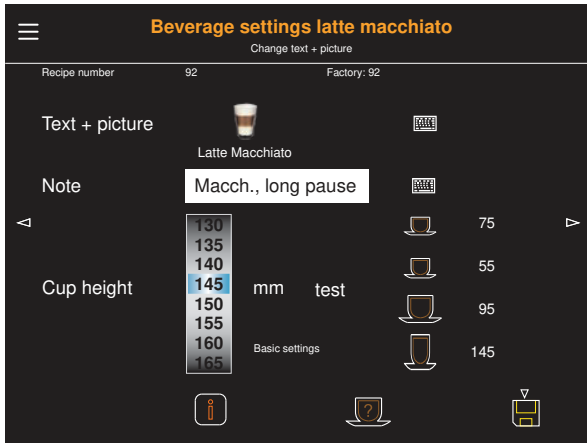 Beverage settings latte macchiato
Change text + picture
Recipe number 92 Factory: 92
Text + picture
Latte Macchiato
Note Macch., long pause
130
135
140
145
150
155
160
165
Cup height mm test
Basic settings
75
55
95
145
i
?